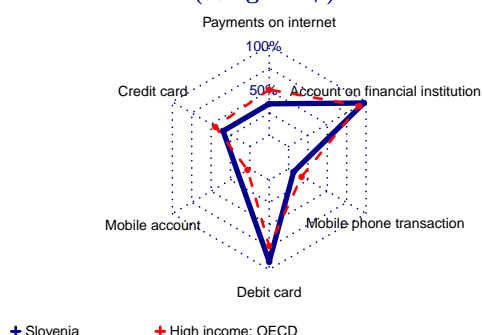 Payments on internet
100%
Credit card
50%
Account on financial institution
Mobile account
Mobile phone transaction
Debit card
Slovenia
High income: OECD